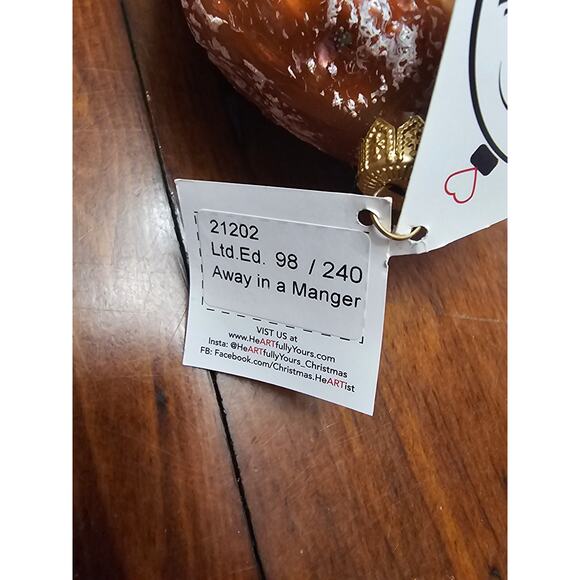 21202
Ltd.Ed. 98 / 240
Away in a Manger
VIST US at
www.HeARTfullyYours.com
Insta: @HeARTfullyYours_Christmas
FB: Facebook.com/Christmas.HeARTist